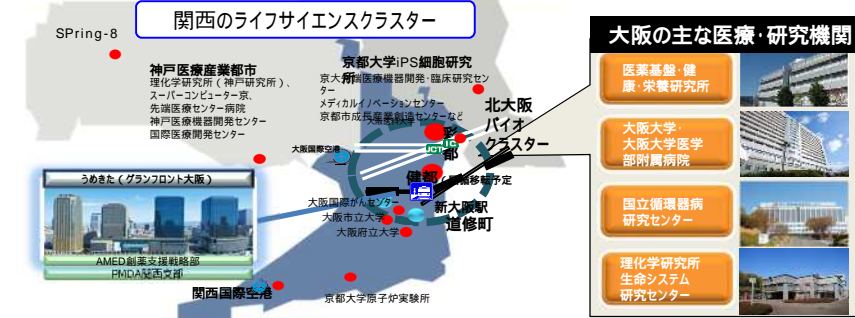 関西のライフサイエンスクラスター
SPring-8
神戸医療産業都市
理化学研究所（神戸研究所）、
スーパーコンピューター京、
先端医療センター病院
神戸医療機器開発センター
国際医療開発センター
京都大学iPS細胞研究
所
京大先端医療機器開発・臨床研究セン
ター
メディカルイノベーションセンター
京都市成長産業創造センターなど
北大阪
バイオ
クラスター
彩都
JCT
IC
大阪国際空港
健都
移転予定
新大阪駅
道修町
大阪国際がんセンター
大阪市立大学
大阪府立大学
うめきた（グランフロント大阪）
AMED創薬支援戦略部
PMDA関西支部
関西国際空港
京都大学原子炉実験所
大阪の主な医療・研究機関
医薬基盤・健
康・栄養研究所
大阪大学・
大阪大学医学
部附属病院
国立循環器病
研究センター
理化学研究所
生命システム
研究センター